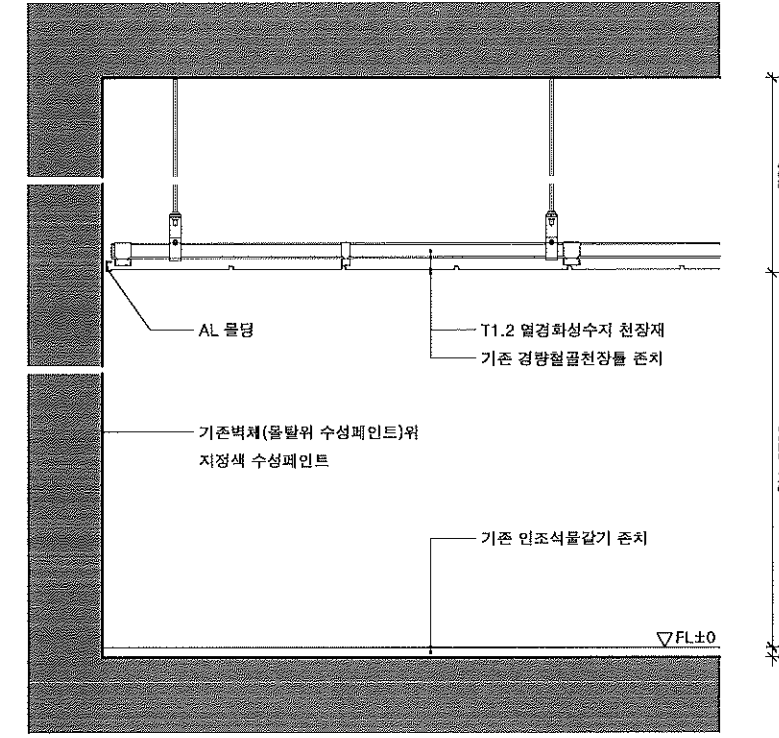 AL 몰딩
T1.2 열경화성수지 천장재
기존 경량철골천장틀 존치
기존벽체(몰탈위 수성페인트)위
지정색 수성페인트
기존 인조석물갈기 존치
▽FL±0